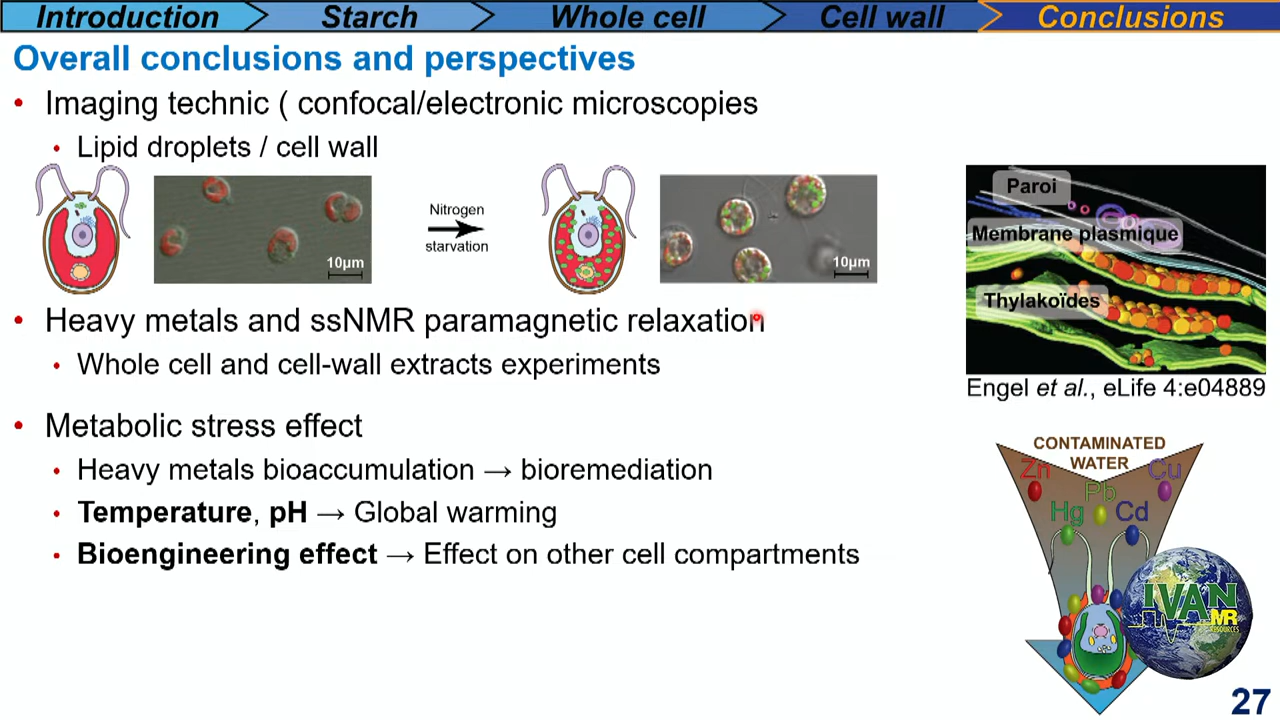 Introduction Starch Whole cell Cell wall Conclusions
Overall conclusions and perspectives
• Imaging technic ( confocal/electronic microscopies
• Lipid droplets / cell wall
10µm
Nitrogen
starvation
10µm
Paroi
Membrane plasmique
Thylakoïdes
Engel et al., eLife 4:e04889
• Heavy metals and ssNMR paramagnetic relaxation
• Whole cell and cell-wall extracts experiments
• Metabolic stress effect
• Heavy metals bioaccumulation → bioremediation
• Temperature, pH → Global warming
• Bioengineering effect → Effect on other cell compartments
CONTAMINATED
WATER
Zn
Cu
Pb
Hg
Cd
IVAN
NMR
RESOURCES
27